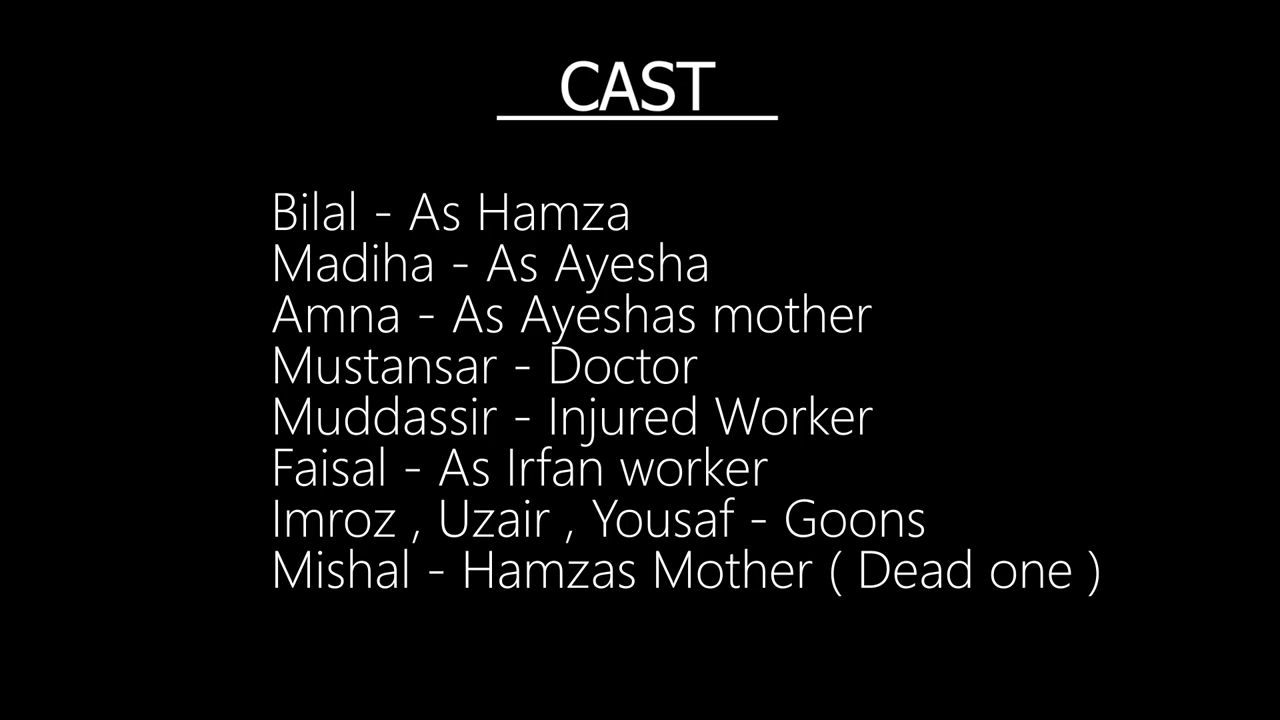 CAST
Bilal - As Hamza
Madiha - As Ayesha
Amna - As Ayeshas mother
Mustansar - Doctor
Muddassir - Injured Worker
Faisal - As Irfan worker
Imroz , Uzair , Yousaf - Goons
Mishal - Hamzas Mother ( Dead one )